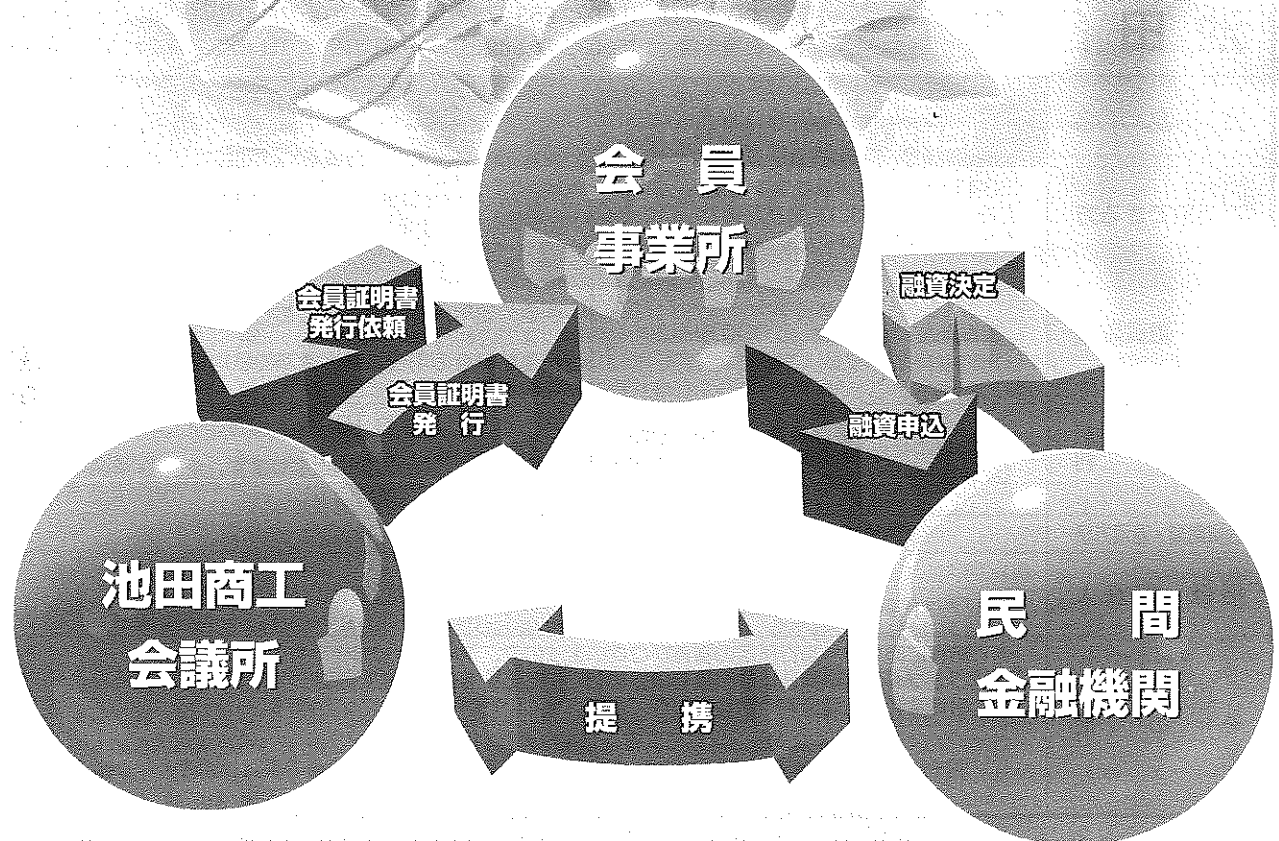 会　員
事業所
会員証明書
発行依頼
会員証明書
発　行
融資決定
融資申込
池田商工
会議所
民　　間
金融機関
提　　携